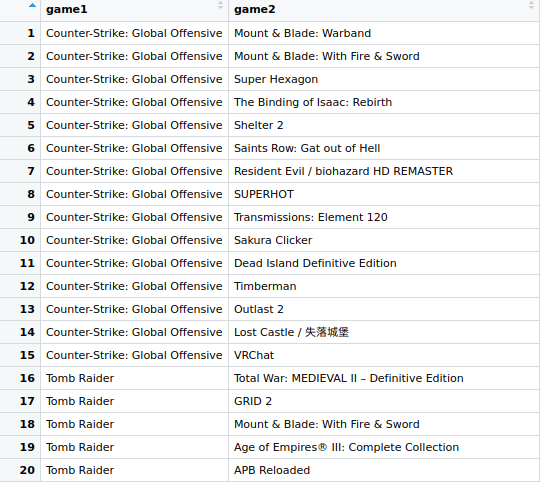 game1 game2
1 Counter-Strike: Global Offensive Mount & Blade: Warband
2 Counter-Strike: Global Offensive Mount & Blade: With Fire & Sword
3 Counter-Strike: Global Offensive Super Hexagon
4 Counter-Strike: Global Offensive The Binding of Isaac: Rebirth
5 Counter-Strike: Global Offensive Shelter 2
6 Counter-Strike: Global Offensive Saints Row: Gat out of Hell
7 Counter-Strike: Global Offensive Resident Evil / biohazard HD REMASTER
8 Counter-Strike: Global Offensive SUPERHOT
9 Counter-Strike: Global Offensive Transmissions: Element 120
10 Counter-Strike: Global Offensive Sakura Clicker
11 Counter-Strike: Global Offensive Dead Island Definitive Edition
12 Counter-Strike: Global Offensive Timberman
13 Counter-Strike: Global Offensive Outlast 2
14 Counter-Strike: Global Offensive Lost Castle / 失落城堡
15 Counter-Strike: Global Offensive VRChat
16 Tomb Raider Total War: MEDIEVAL II – Definitive Edition
17 Tomb Raider GRID 2
18 Tomb Raider Mount & Blade: With Fire & Sword
19 Tomb Raider Age of Empires® III: Complete Collection
20 Tomb Raider APB Reloaded